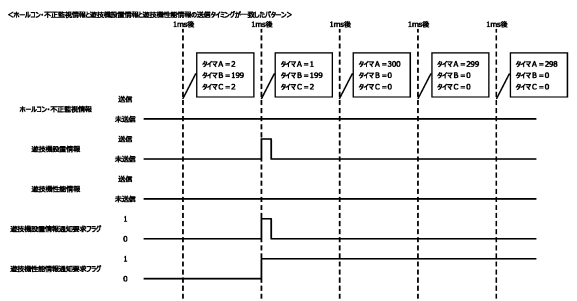 <ホールコン・不正監視情報と遊技機設置情報と遊技機性能情報の送信タイミングが一致したパターン>
1ms後 1ms後 1ms後 1ms後 1ms後
タイマA=2 タイマA=1 タイマA=300 タイマA=299 タイマA=298
タイマB=199 タイマB=199 タイマB=0 タイマB=0 タイマB=0
タイマC=2 タイマC=2 タイマC=0 タイマC=0 タイマC=0
送信
ホールコン・不正監視情報
未送信
送信
遊技機設置情報
未送信
送信
遊技機性能情報
未送信
1
遊技機設置情報通知要求フラグ
0
1
遊技機性能情報通知要求フラグ
0